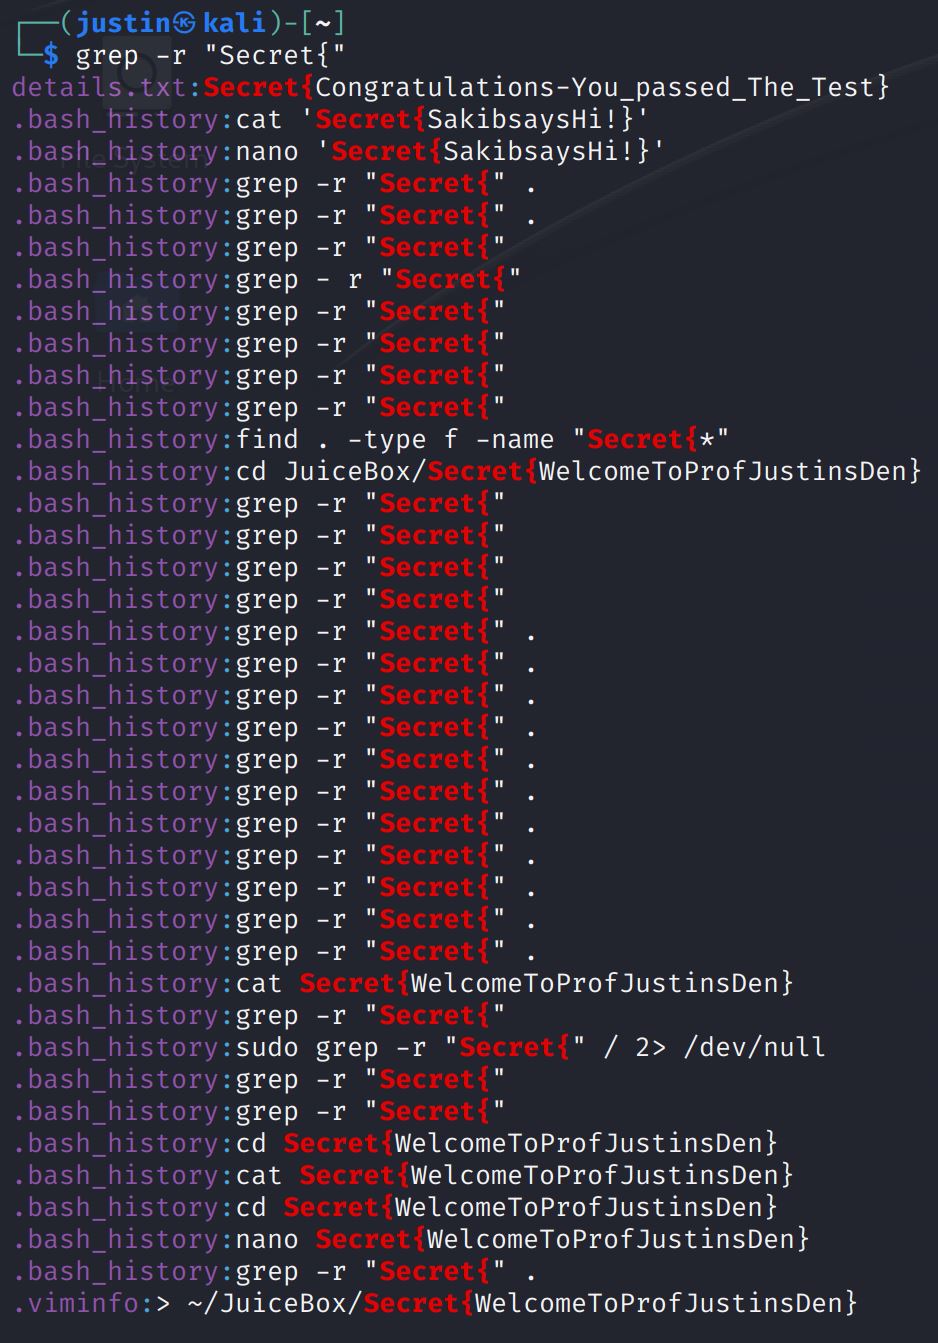 ┌──(justin㉿kali)-[~]
└─$ grep -r "Secret{"
details.txt:Secret{Congratulations-You_passed_The_Test}
.bash_history:cat 'Secret{SakibsaysHi!}'
.bash_history:nano 'Secret{SakibsaysHi!}'
.bash_history:grep -r "Secret{" .
.bash_history:grep -r "Secret{" .
.bash_history:grep -r "Secret{"
.bash_history:grep - r "Secret{"
.bash_history:grep -r "Secret{"
.bash_history:grep -r "Secret{"
.bash_history:grep -r "Secret{"
.bash_history:grep -r "Secret{"
.bash_history:find . -type f -name "Secret{*"
.bash_history:cd JuiceBox/Secret{WelcomeToProfJustinsDen}
.bash_history:grep -r "Secret{"
.bash_history:grep -r "Secret{"
.bash_history:grep -r "Secret{"
.bash_history:grep -r "Secret{"
.bash_history:grep -r "Secret{" .
.bash_history:grep -r "Secret{" .
.bash_history:grep -r "Secret{" .
.bash_history:grep -r "Secret{" .
.bash_history:grep -r "Secret{" .
.bash_history:grep -r "Secret{" .
.bash_history:grep -r "Secret{" .
.bash_history:grep -r "Secret{" .
.bash_history:grep -r "Secret{" .
.bash_history:grep -r "Secret{" .
.bash_history:grep -r "Secret{" .
.bash_history:cat Secret{WelcomeToProfJustinsDen}
.bash_history:grep -r "Secret{"
.bash_history:sudo grep -r "Secret{" / 2> /dev/null
.bash_history:grep -r "Secret{"
.bash_history:grep -r "Secret{"
.bash_history:cd Secret{WelcomeToProfJustinsDen}
.bash_history:cat Secret{WelcomeToProfJustinsDen}
.bash_history:cd Secret{WelcomeToProfJustinsDen}
.bash_history:nano Secret{WelcomeToProfJustinsDen}
.bash_history:grep -r "Secret{" .
.viminfo:> ~/JuiceBox/Secret{WelcomeToProfJustinsDen}
File System
Home